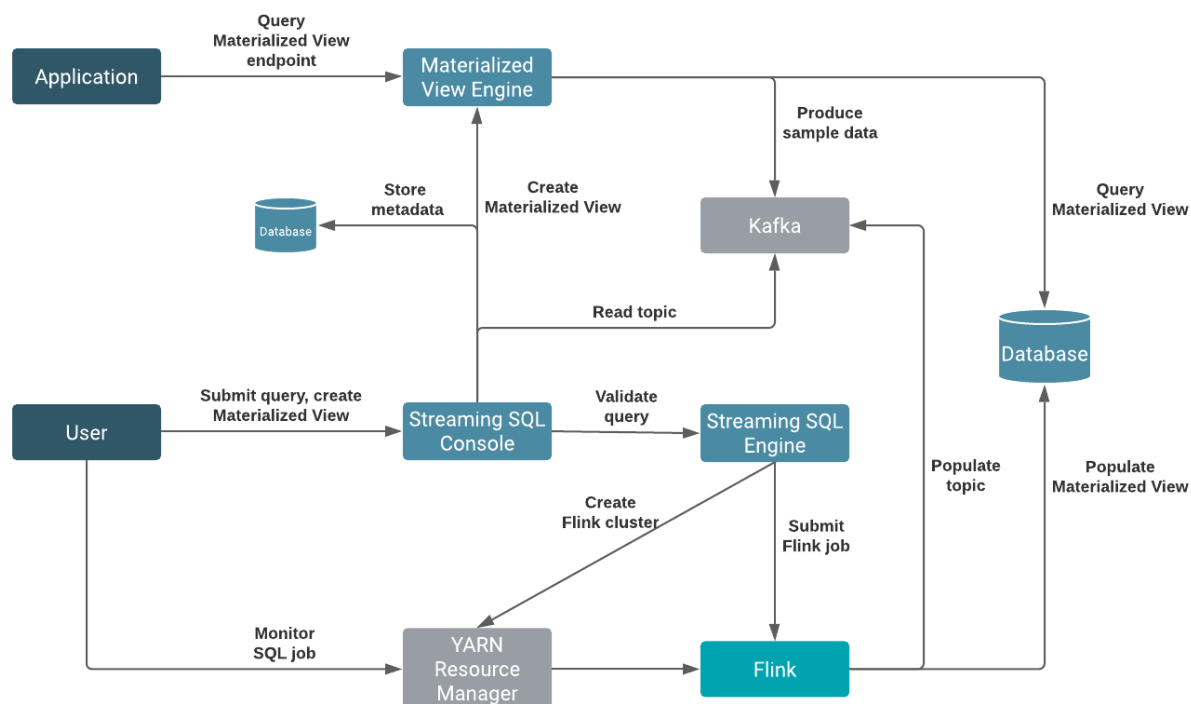 Query
Materialized View
endpoint
Application
Materialized
View Engine
Produce
sample data
Store
metadata
Create
Materialized View
Query
Materialized View
Database
Kafka
Read topic
Database
Submit query, create
Materialized View
Validate
query
User
Streaming SQL
Console
Streaming SQL
Engine
Populate
topic
Populate
Materialized View
Create
Flink cluster
Submit
Flink job
Monitor
SQL job
YARN
Resource
Manager
Flink